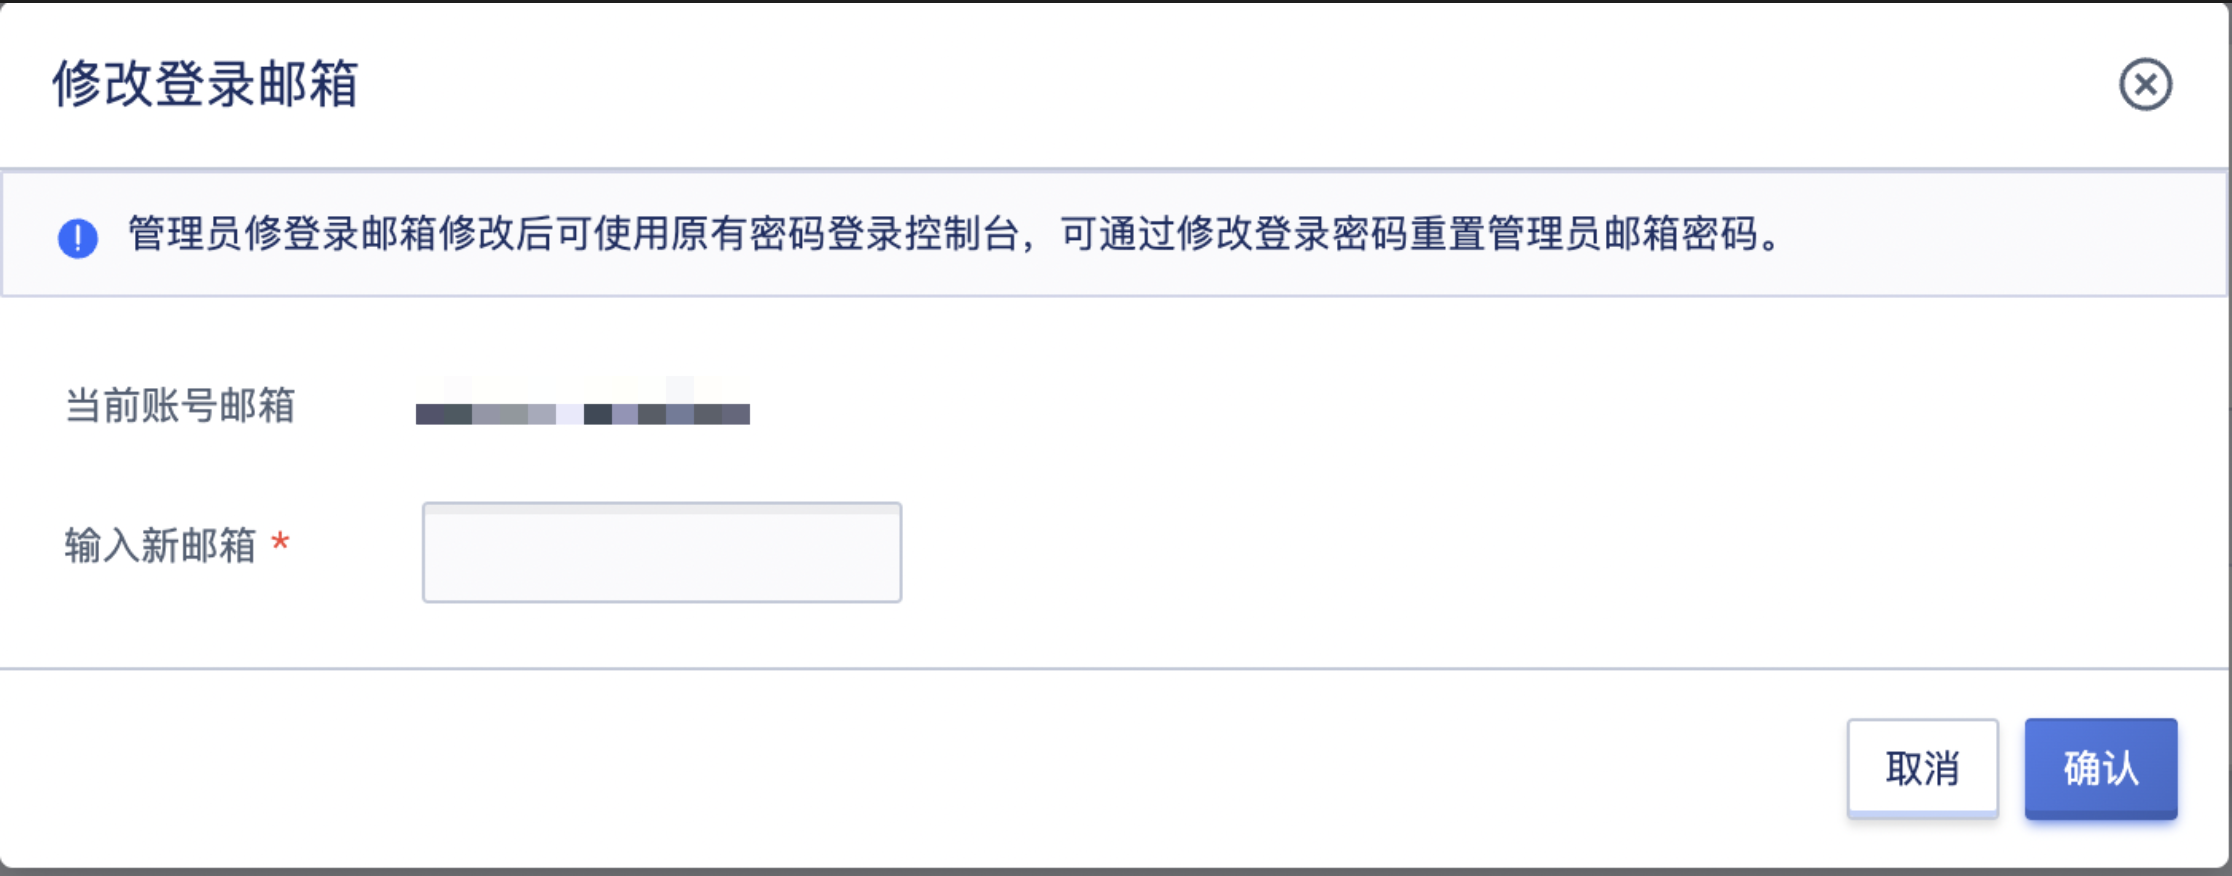 修改登录邮箱
管理员修登录邮箱修改后可使用原有密码登录控制台，可通过修改登录密码重置管理员邮箱密码。
当前账号邮箱
输入新邮箱 *
取消
确认